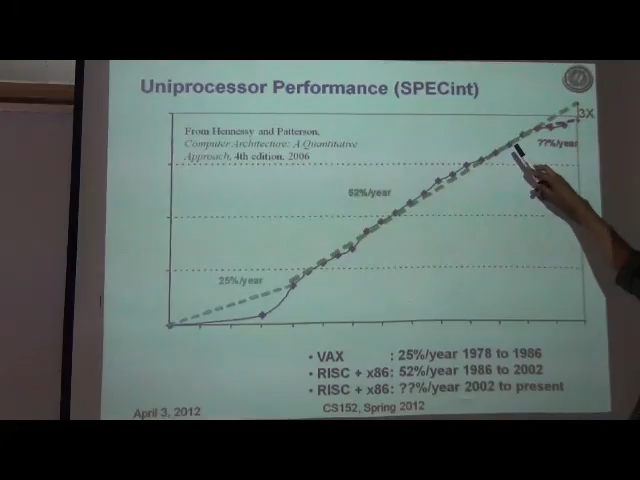 Uniprocessor Performance (SPECint)
From Hennessy and Patterson,
Computer Architecture: A Quantitative
Approach, 4th edition, 2006
3X
??%/year
52%/year
25%/year
• VAX : 25%/year 1978 to 1986
• RISC + x86: 52%/year 1986 to 2002
• RISC + x86: ??%/year 2002 to present
April 3, 2012
CS152, Spring 2012